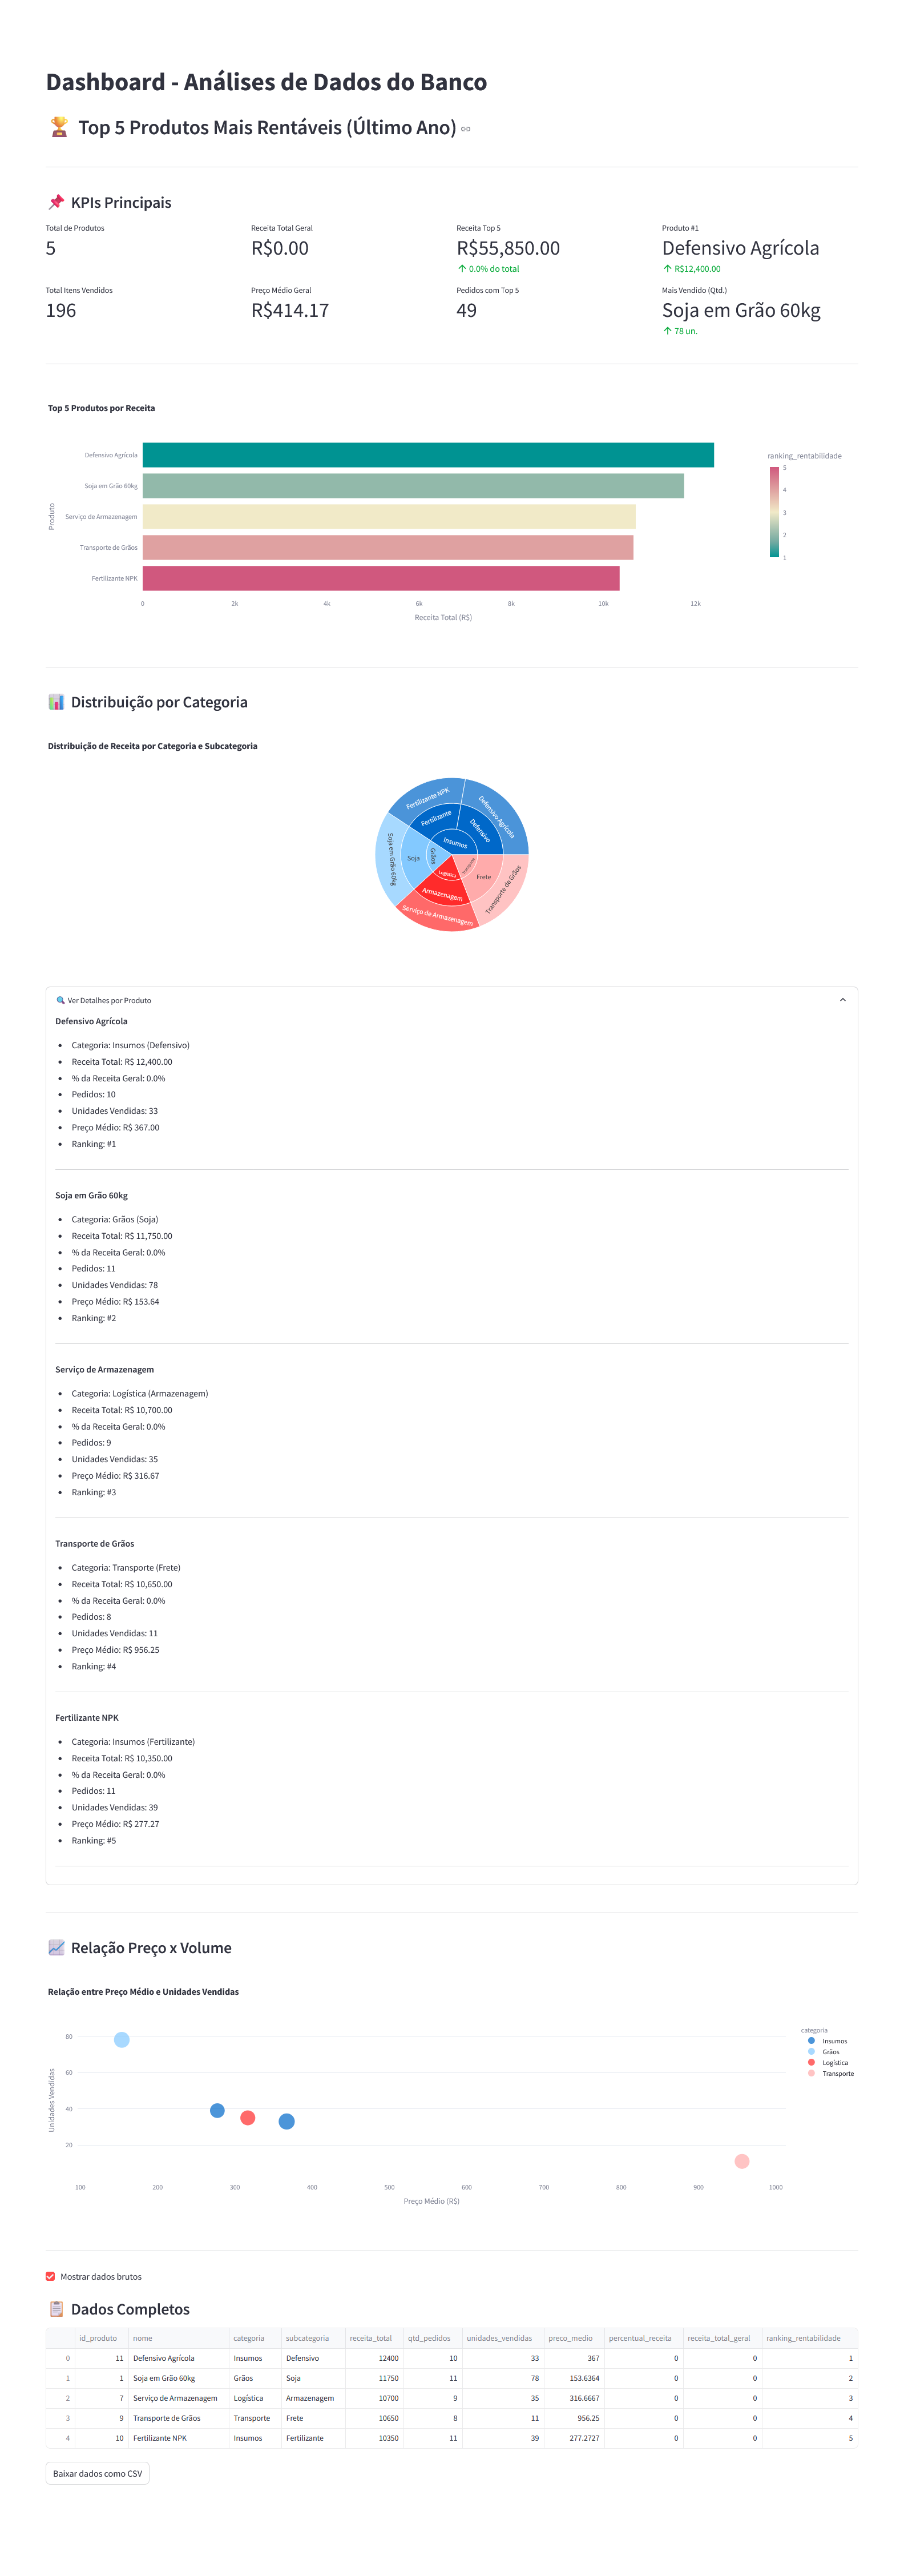 Dashboard - Análises de Dados do Banco
🏆 Top 5 Produtos Mais Rentáveis (Último Ano)
📌 KPIs Principais
Total de Produtos
5
Receita Total Geral
R$0.00
Receita Top 5
R$55,850.00
↑ 0.0% do total
Produto #1
Defensivo Agrícola
↑ R$12,400.00
Total Itens Vendidos
196
Preço Médio Geral
R$414.17
Pedidos com Top 5
49
Mais Vendido (Qtd.)
Soja em Grão 60kg
↑ 78 un.
Top 5 Produtos por Receita
Produto
Defensivo Agrícola
Soja em Grão 60kg
Serviço de Armazenagem
Transporte de Grãos
Fertilizante NPK
0 2k 4k 6k 8k 10k 12k
Receita Total (R$)
ranking_rentabilidade
5
4
3
2
1
📊 Distribuição por Categoria
Distribuição de Receita por Categoria e Subcategoria
Fertilizante NPK
Defensivo Agrícola
Fertilizante
Defensivo
Insumos
Soja em Grão 60kg
Soja
Grãos
Logística
Transporte
Frete
Transporte de Grãos
Armazenagem
Serviço de Armazenagem
🔍 Ver Detalhes por Produto
Defensivo Agrícola
• Categoria: Insumos (Defensivo)
• Receita Total: R$ 12,400.00
• % da Receita Geral: 0.0%
• Pedidos: 10
• Unidades Vendidas: 33
• Preço Médio: R$ 367.00
• Ranking: #1
Soja em Grão 60kg
• Categoria: Grãos (Soja)
• Receita Total: R$ 11,750.00
• % da Receita Geral: 0.0%
• Pedidos: 11
• Unidades Vendidas: 78
• Preço Médio: R$ 153.64
• Ranking: #2
Serviço de Armazenagem
• Categoria: Logística (Armazenagem)
• Receita Total: R$ 10,700.00
• % da Receita Geral: 0.0%
• Pedidos: 9
• Unidades Vendidas: 35
• Preço Médio: R$ 316.67
• Ranking: #3
Transporte de Grãos
• Categoria: Transporte (Frete)
• Receita Total: R$ 10,650.00
• % da Receita Geral: 0.0%
• Pedidos: 8
• Unidades Vendidas: 11
• Preço Médio: R$ 956.25
• Ranking: #4
Fertilizante NPK
• Categoria: Insumos (Fertilizante)
• Receita Total: R$ 10,350.00
• % da Receita Geral: 0.0%
• Pedidos: 11
• Unidades Vendidas: 39
• Preço Médio: R$ 277.27
• Ranking: #5
📈 Relação Preço x Volume
Relação entre Preço Médio e Unidades Vendidas
Unidades Vendidas
80
60
40
20
100 200 300 400 500 600 700 800 900 1000
Preço Médio (R$)
categoria
Insumos
Grãos
Logística
Transporte
Mostrar dados brutos
📋 Dados Completos
id_produto nome categoria subcategoria receita_total qtd_pedidos unidades_vendidas preco_medio percentual_receita receita_total_geral ranking_rentabilidade
0 11 Defensivo Agrícola Insumos Defensivo 12400 10 33 367 0 0 1
1 1 Soja em Grão 60kg Grãos Soja 11750 11 78 153.6364 0 0 2
2 7 Serviço de Armazenagem Logística Armazenagem 10700 9 35 316.6667 0 0 3
3 9 Transporte de Grãos Transporte Frete 10650 8 11 956.25 0 0 4
4 10 Fertilizante NPK Insumos Fertilizante 10350 11 39 277.2727 0 0 5
Baixar dados como CSV